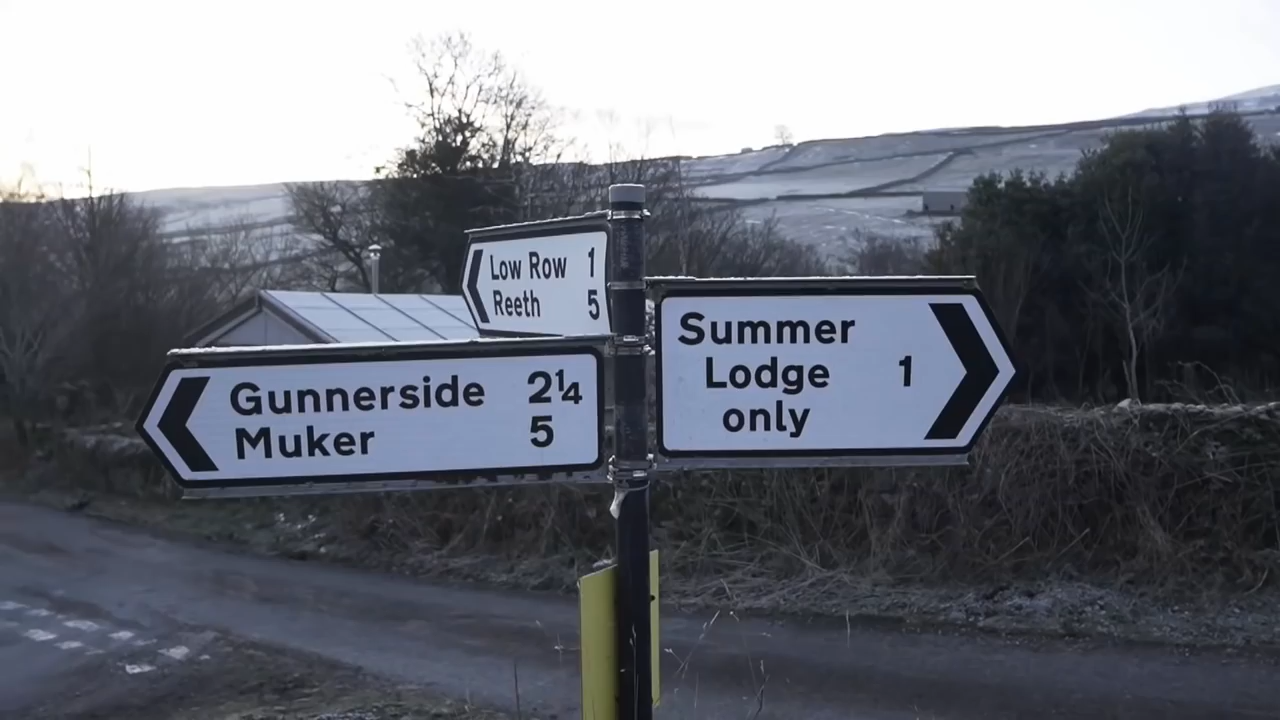 Low Row 1
Reeth 5
Gunnerside 2¼
Muker 5
Summer
Lodge 1
only